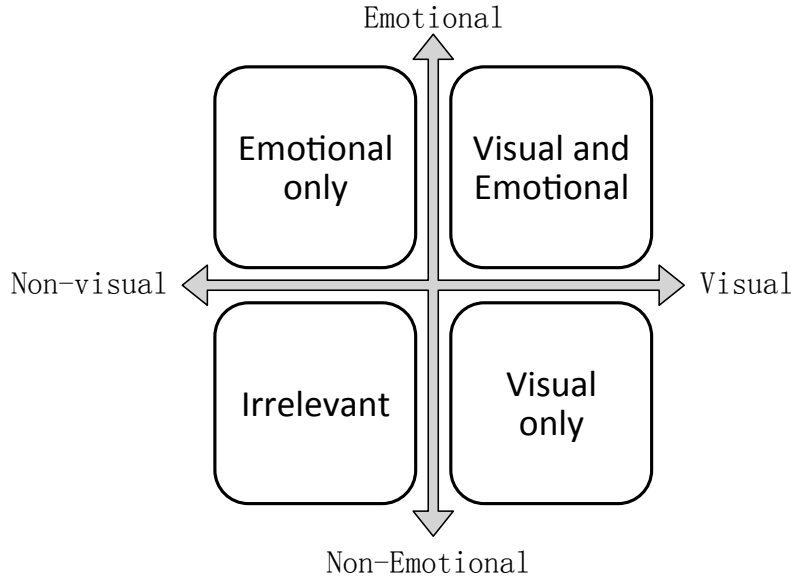 Emotional
Emotional
only
Visual and
Emotional
Non-visual
Visual
Irrelevant
Visual
only
Non-Emotional